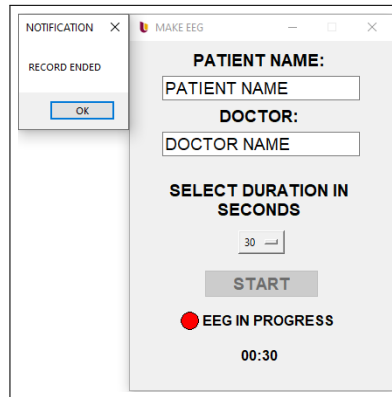 NOTIFICATION
RECORD ENDED
OK
MAKE EEG
PATIENT NAME:
PATIENT NAME
DOCTOR:
DOCTOR NAME
SELECT DURATION IN
SECONDS
30
START
EEG IN PROGRESS
00:30